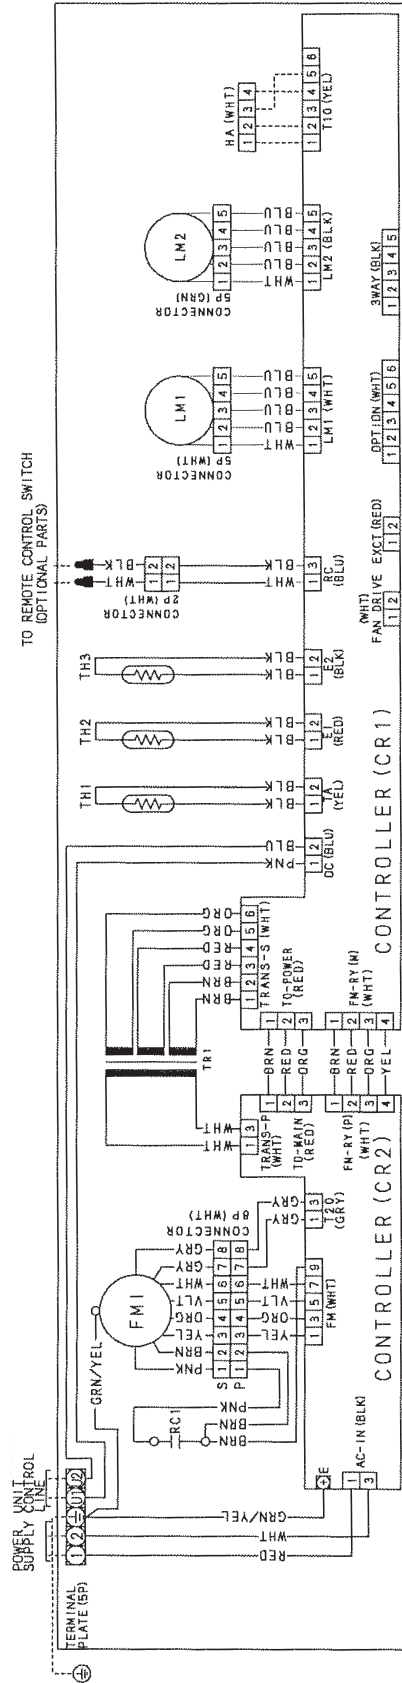 POWER SUPPLY
UNIT CONTROL LINE
1 2 U1 U2
TERMINAL PLATE (5P)
GRN/YEL
RED
WHT
GRN/YEL
E
1 3
AC-IN (BLK)
FM1
PNK BRN YEL ORG VLT WHT GRY GRY
S 1 2 3 4 5 6 7 8
P 1 2 3 4 5 6 7 8
CONNECTOR
8P (WHT)
RC1
BRN BRN PNK
YEL ORG VLT WHT
1 3 5 7 9
FM (WHT)
GRY GRY
1 3
T20
(GRY)
CONTROLLER (CR2)
WHT WHT
1 3
TRANS-P
(WHT)
TO-MAIN
(RED)
1 2 3
FM-RY (P)
(WHT)
1 2 3 4
BRN RED ORG
BRN RED ORG YEL
TR1
BRN BRN RED RED ORG ORG
1 2 3 4 5 6
TRANS-S (WHT)
TO-POWER
(RED)
1 2 3
FM-RY (M)
(WHT)
1 2 3 4
CONTROLLER (CR1)
PNK BLU
1 2
DC (BLU)
TH1
BLK BLK
1 2
TA
(YEL)
TH2
BLK BLK
1 2
E1
(RED)
TH3
BLK BLK
1 2
E2
(BLK)
TO REMOTE CONTROL SWITCH
(OPTIONAL PARTS)
WHT BLK
1 2
1 2
CONNECTOR
2P (WHT)
WHT BLK
1 3
RC
(BLU)
LM1
1 2 3 4 5
CONNECTOR
5P (WHT)
WHT BLU BLU BLU BLU
1 2 3 4 5
LM1 (WHT)
LM2
1 2 3 4 5
CONNECTOR
5P (GRN)
WHT BLU BLU BLU BLU
1 2 3 4 5
LM2 (BLK)
HA (WHT)
1 2 3 4
1 2 3 4 5 6
T10 (YEL)
(WHT)
FAN DRIVE
1 2
EXCT (RED)
1 2
OPTION (WHT)
1 2 3 4 5 6
3WAY (BLK)
1 2 3 4 5